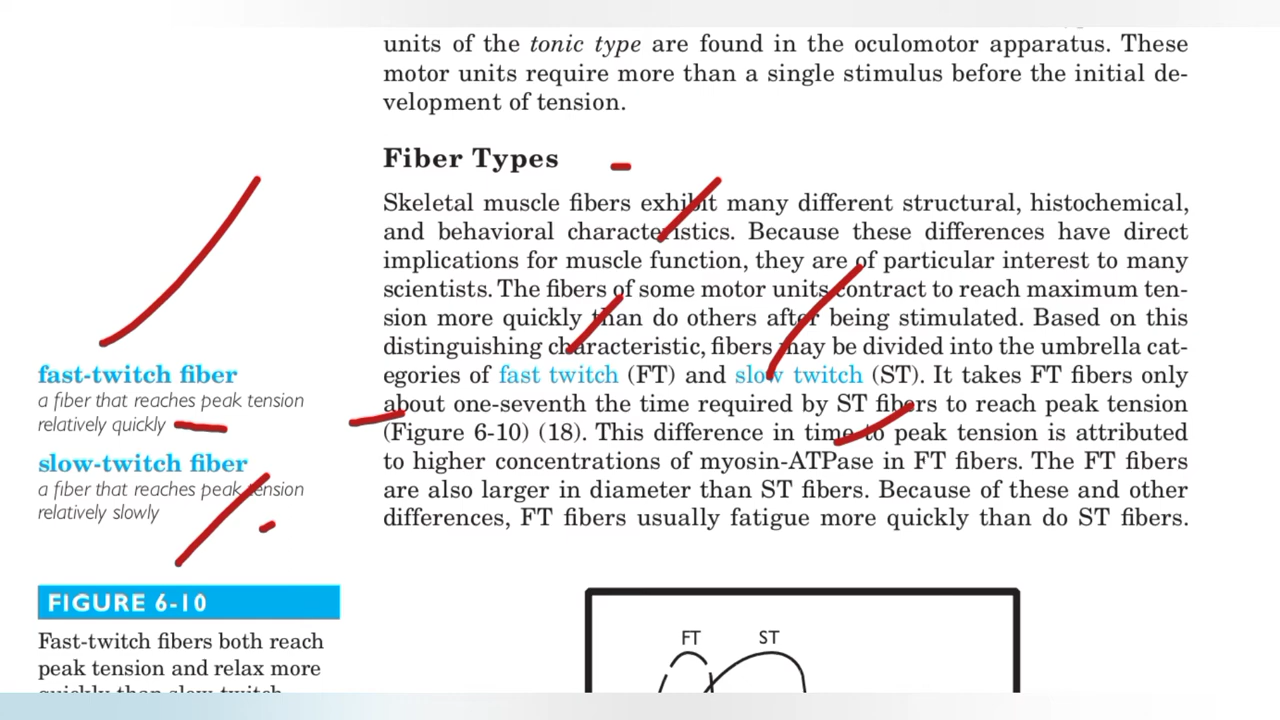 units of the tonic type are found in the oculomotor apparatus. These
motor units require more than a single stimulus before the initial de-
velopment of tension.
Fiber Types
Skeletal muscle fibers exhibit many different structural, histochemical,
and behavioral characteristics. Because these differences have direct
implications for muscle function, they are of particular interest to many
scientists. The fibers of some motor units contract to reach maximum ten-
sion more quickly than do others after being stimulated. Based on this
distinguishing characteristic, fibers may be divided into the umbrella cat-
egories of fast twitch (FT) and slow twitch (ST). It takes FT fibers only
about one-seventh the time required by ST fibers to reach peak tension
(Figure 6-10) (18). This difference in time to peak tension is attributed
to higher concentrations of myosin-ATPase in FT fibers. The FT fibers
are also larger in diameter than ST fibers. Because of these and other
differences, FT fibers usually fatigue more quickly than do ST fibers.
fast-twitch fiber
a fiber that reaches peak tension
relatively quickly
slow-twitch fiber
a fiber that reaches peak tension
relatively slowly
FIGURE 6-10
Fast-twitch fibers both reach
peak tension and relax more
quickly than slow-twitch
FT ST